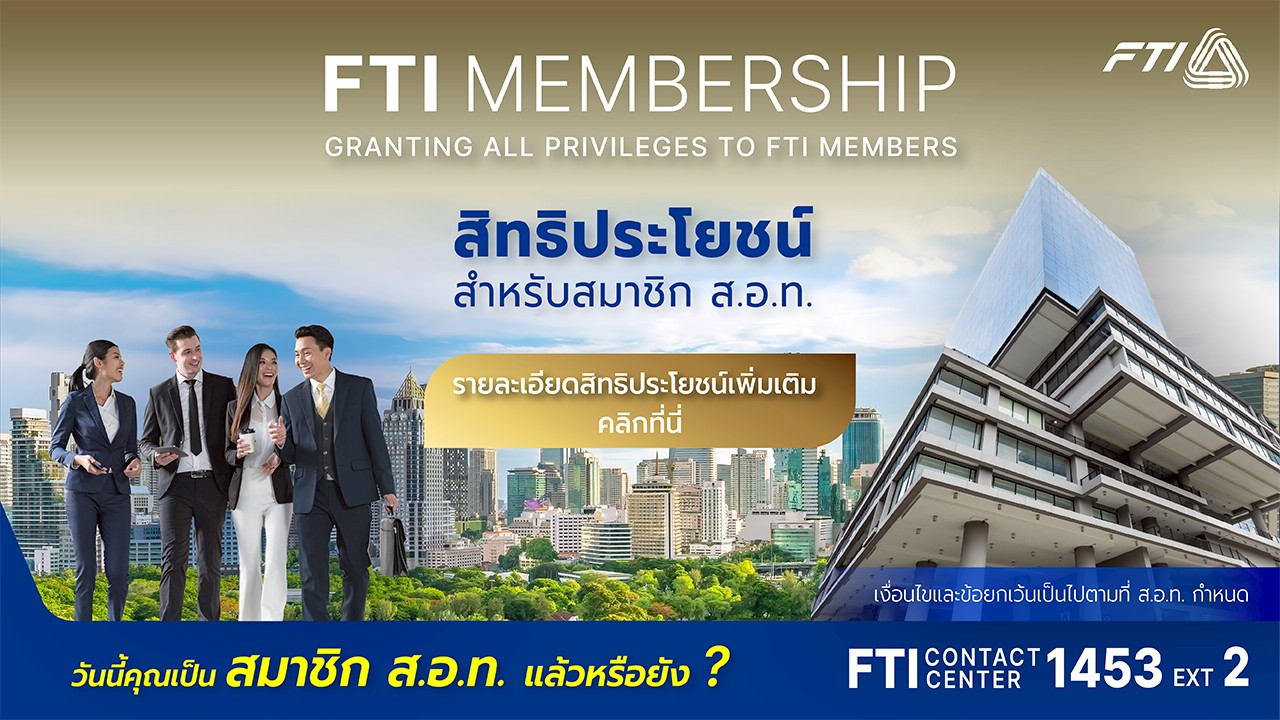 FTI MEMBERSHIP
FTI
GRANTING ALL PRIVILEGES TO FTI MEMBERS
สิทธิประโยชน์
สำหรับสมาชิก ส.อ.ท.
รายละเอียดสิทธิประโยชน์เพิ่มเติม
คลิกที่นี่
เงื่อนไขและข้อยกเว้นเป็นไปตามที่ ส.อ.ท. กำหนด
วันนี้คุณเป็น สมาชิก ส.อ.ท. แล้วหรือยัง ?
FTI CONTACT CENTER 1453 EXT 2